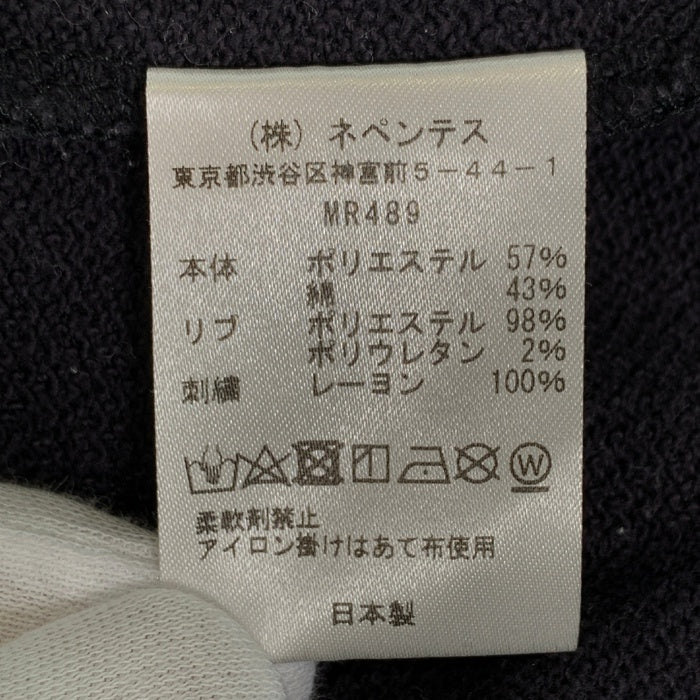 (株) ネペンテス
東京都渋谷区神宮前5-44-1
MR489
本体 ポリエステル 57%
綿 43%
リブ ポリエステル 98%
ポリウレタン 2%
刺繍 レーヨン 100%
W
柔軟剤禁止
アイロン掛けはあて布使用
日本製